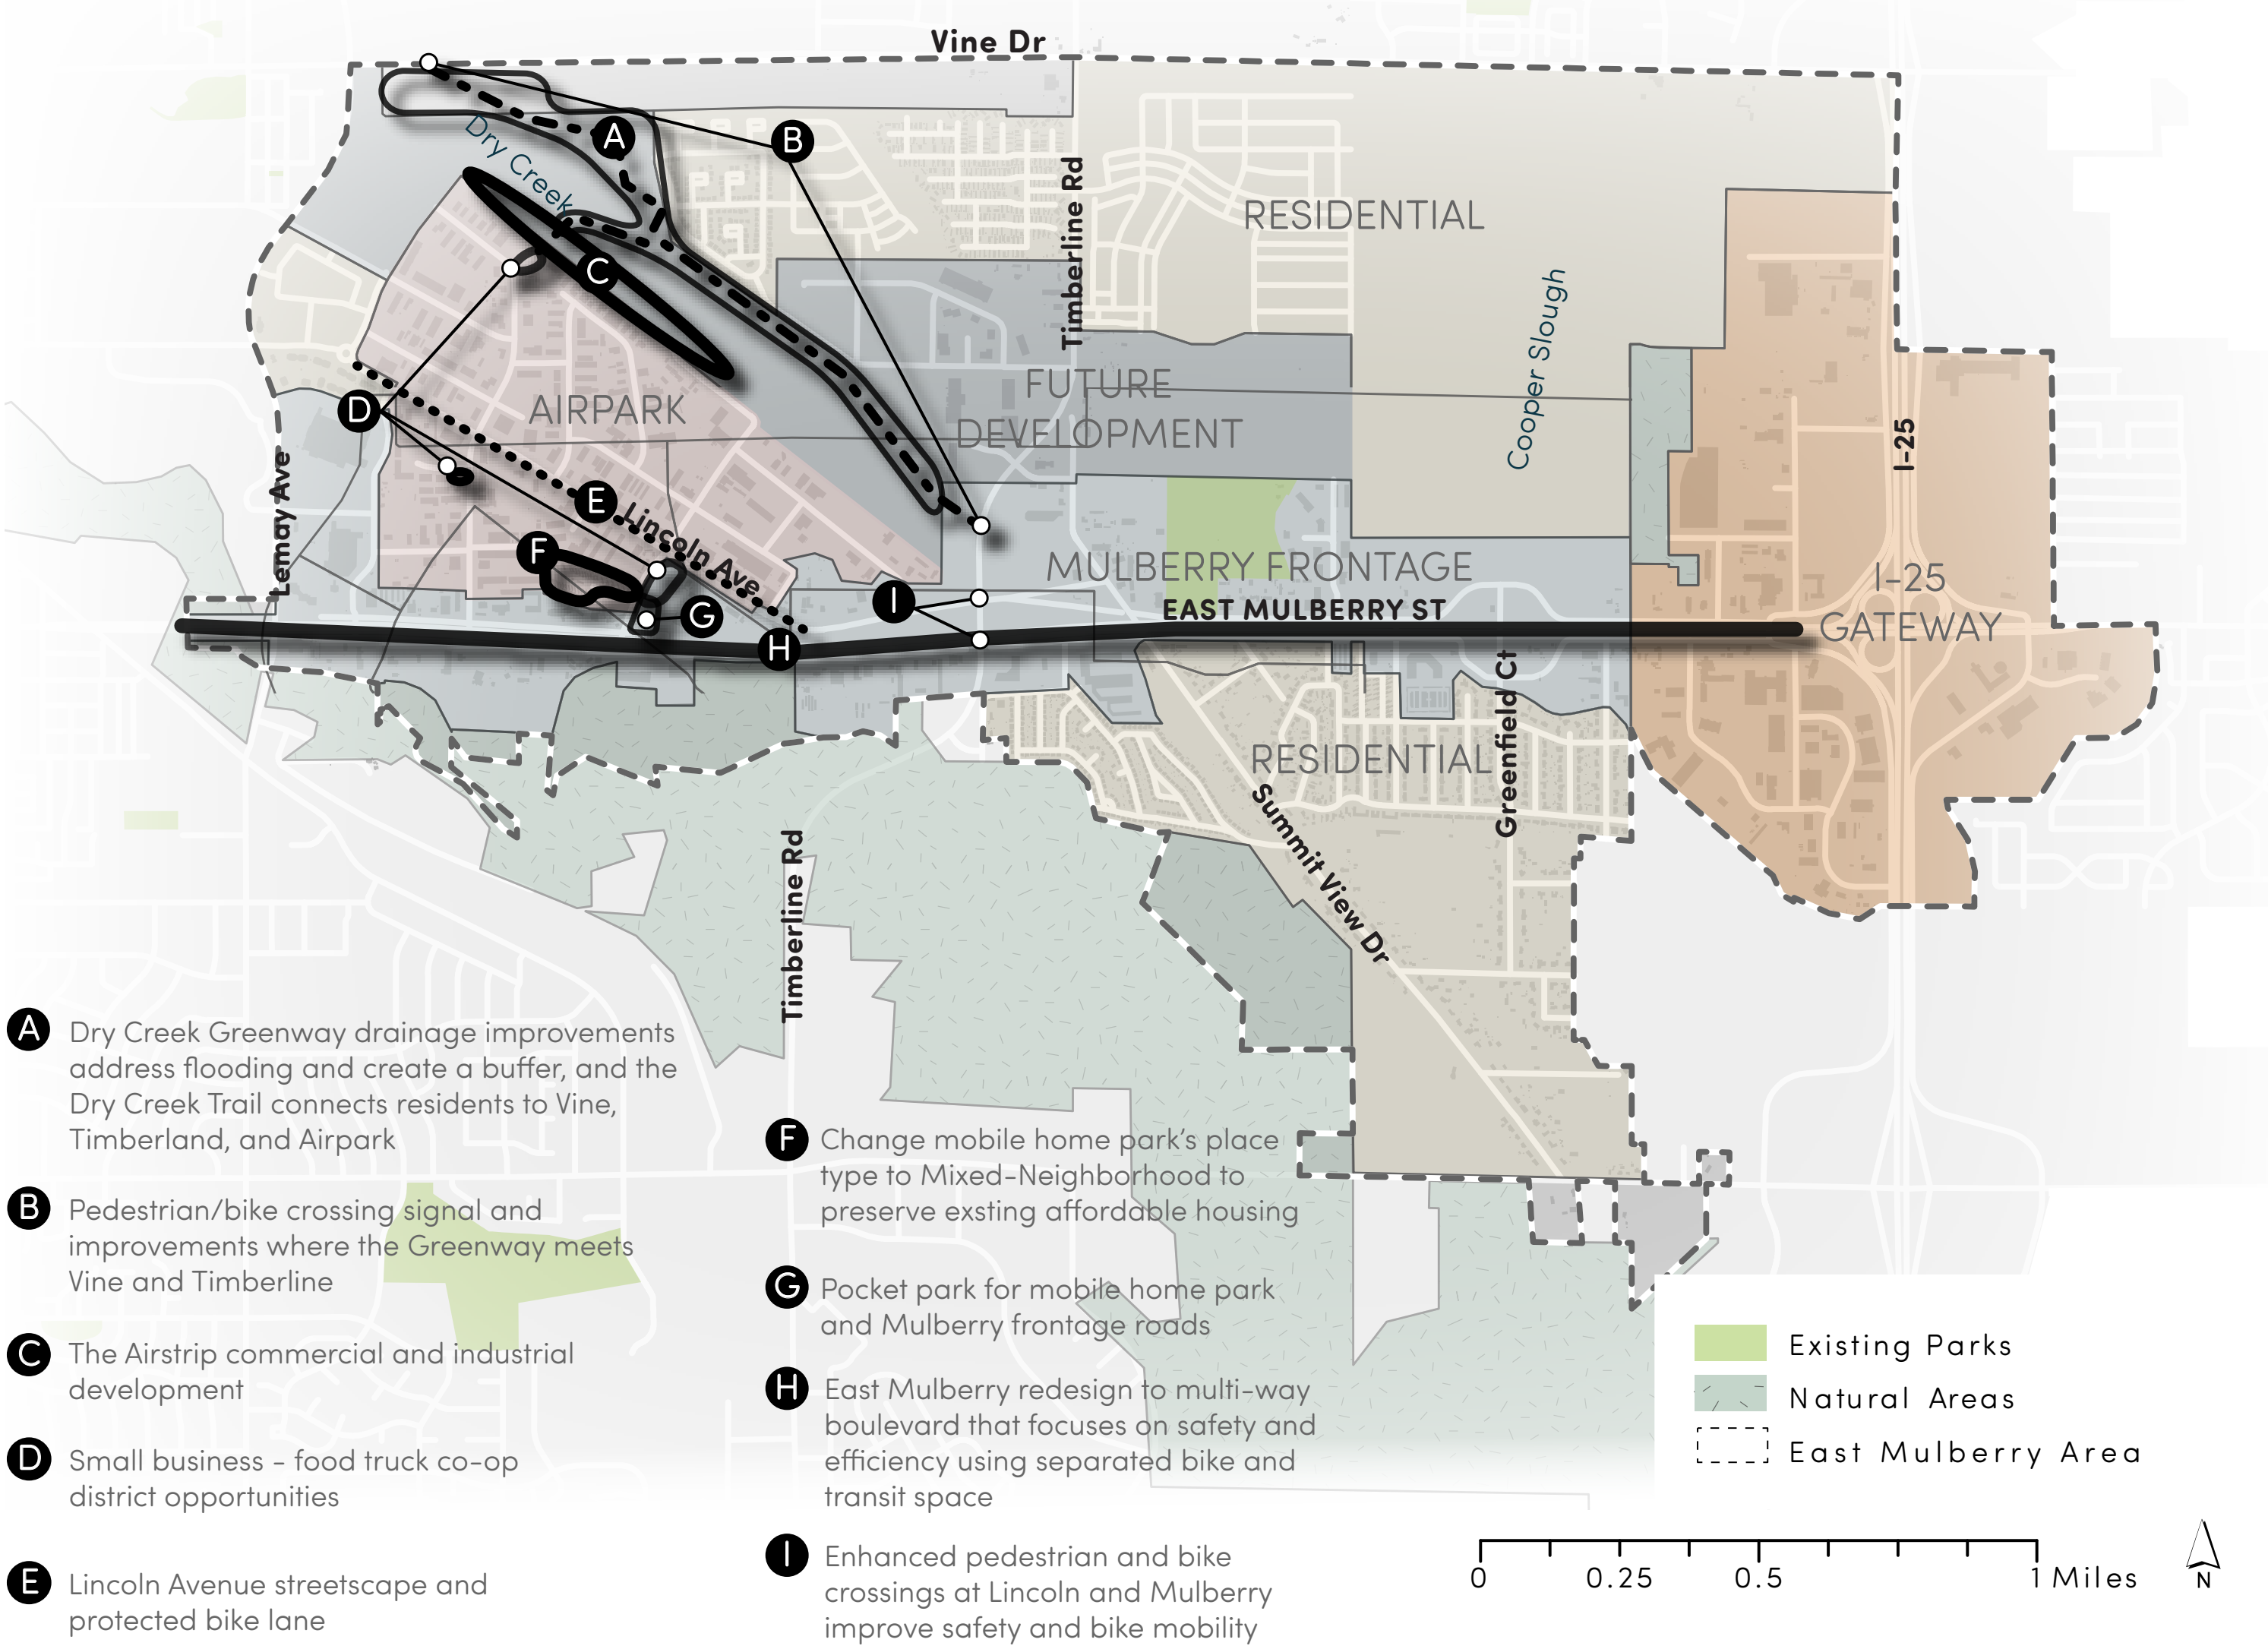 Vine Dr
A
B
Dry Creek
Timberline Rd
RESIDENTIAL
C
Cooper Slough
D
AIRPARK
FUTURE
DEVELOPMENT
I-25
Lemay Ave
E
Lincoln Ave
F
MULBERRY FRONTAGE
I-25
GATEWAY
I
EAST MULBERRY ST
G
H
Greenfield Ct
RESIDENTIAL
Summit View Dr
Timberline Rd
A
Dry Creek Greenway drainage improvements
address flooding and create a buffer, and the
Dry Creek Trail connects residents to Vine,
Timberland, and Airpark
B
Pedestrian/bike crossing signal and
improvements where the Greenway meets
Vine and Timberline
C
The Airstrip commercial and industrial
development
D
Small business - food truck co-op
district opportunities
E
Lincoln Avenue streetscape and
protected bike lane
F
Change mobile home park's place
type to Mixed-Neighborhood to
preserve exsting affordable housing
G
Pocket park for mobile home park
and Mulberry frontage roads
H
East Mulberry redesign to multi-way
boulevard that focuses on safety and
efficiency using separated bike and
transit space
I
Enhanced pedestrian and bike
crossings at Lincoln and Mulberry
improve safety and bike mobility
Existing Parks
Natural Areas
East Mulberry Area
0 0.25 0.5 1 Miles
N